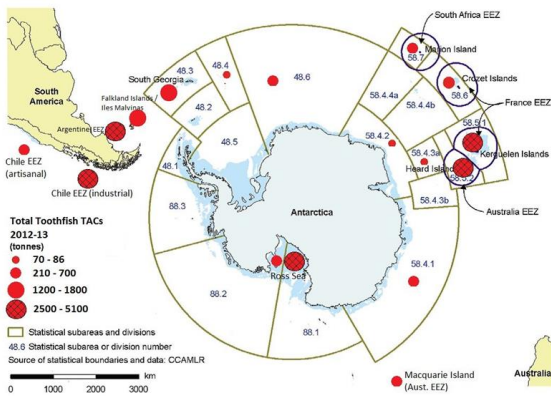 South Africa EEZ
Marion Island
58.7
Crozet Islands
58.6
France EEZ
58.5.1
Kerguelen Islands
Heard Island
58.5.2
Australia EEZ
48.3
48.4
South Georgia
48.6
58.4.4a
58.4.4b
South
America
Falkland Islands /
Iles Malvinas
48.2
48.5
58.4.2
58.4.3a
Argentine EEZ
Chile EEZ
(artisanal)
Chile EEZ (industrial)
48.1
88.3
58.4.3b
Antarctica
Total Toothfish TACs
2012-13
(tonnes)
70 - 86
210 - 700
1200 - 1800
2500 - 5100
Ross Sea
58.4.1
88.2
88.1
Statistical subareas and divisions
48.6 Statistical subarea or division number
Source of statistical boundaries and data: CCAMLR
0 1000 2000 3000
km
Macquarie Island
(Aust. EEZ)
Australia